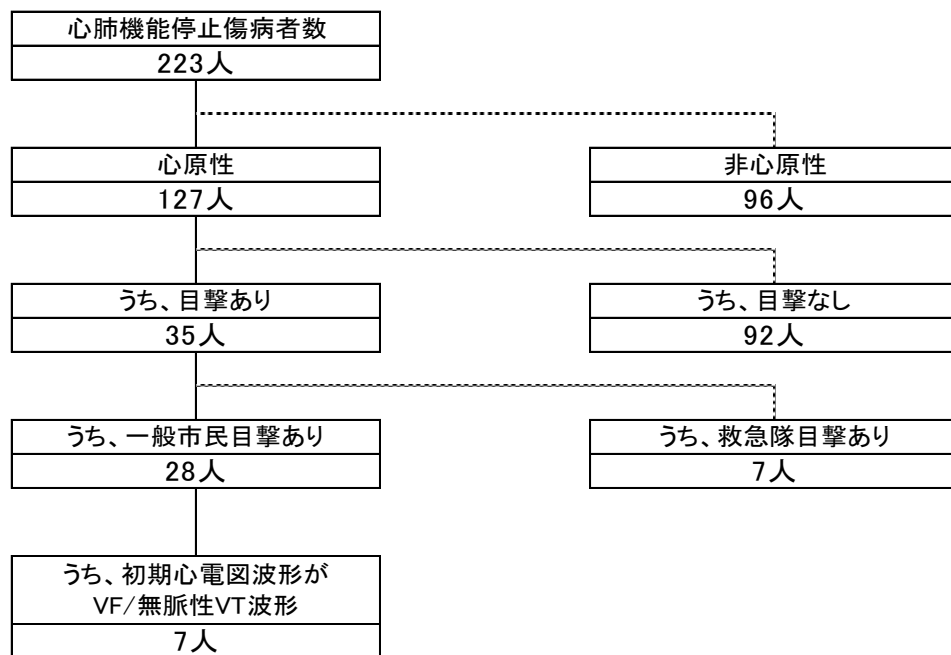 心肺機能停止傷病者数
223人
心原性
127人
非心原性
96人
うち、目撃あり
35人
うち、目撃なし
92人
うち、一般市民目撃あり
28人
うち、救急隊目撃あり
7人
うち、初期心電図波形が
VF/無脈性VT波形
7人